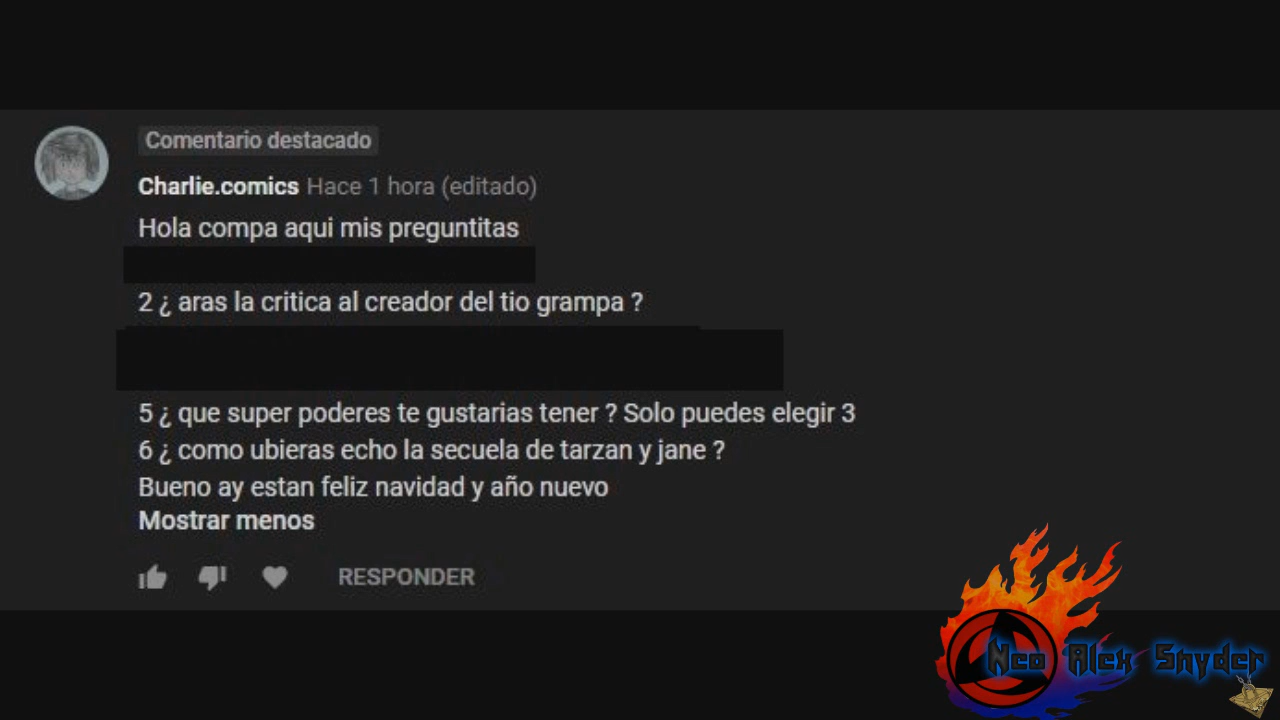 Comentario destacado
Charlie.comics Hace 1 hora (editado)
Hola compa aqui mis preguntitas
2 ¿ aras la critica al creador del tio grampa ?
5 ¿ que super poderes te gustarias tener ? Solo puedes elegir 3
6 ¿ como ubieras echo la secuela de tarzan y jane ?
Bueno ay estan feliz navidad y año nuevo
Mostrar menos
RESPONDER
Neo Alex Snyder